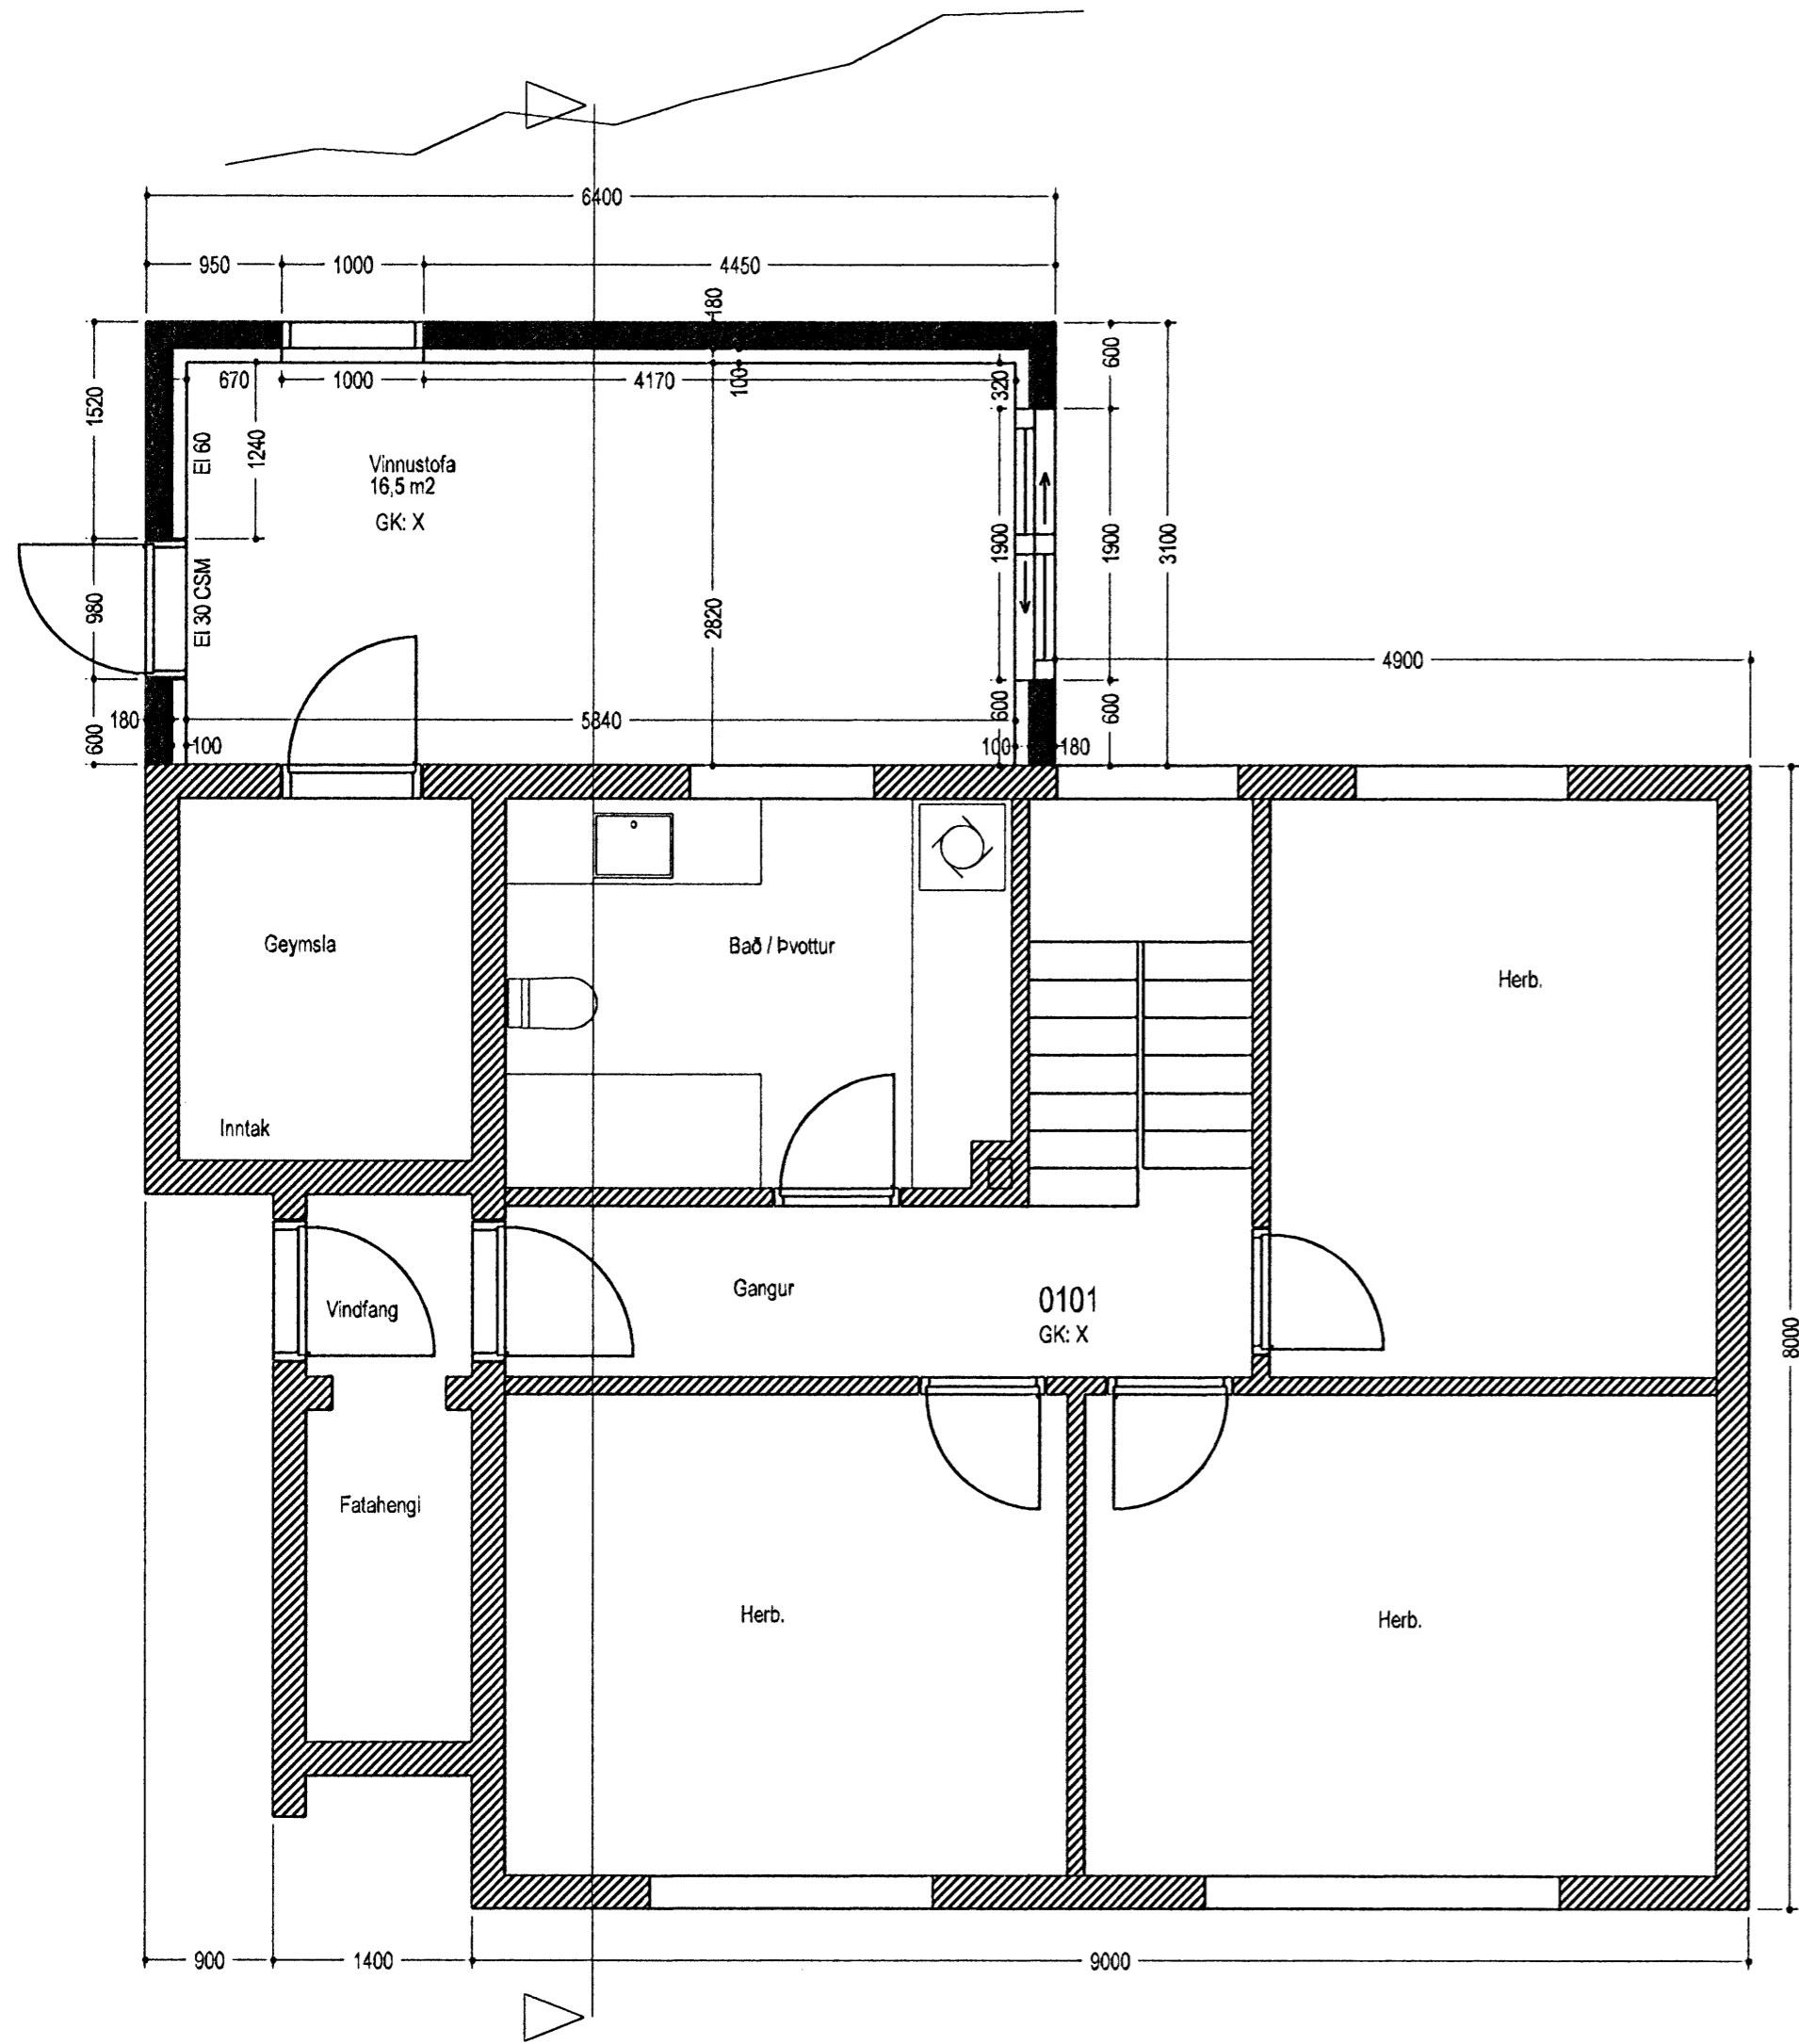 6400
950
1000
4450
180
600
670
1000
4170
100
320
1520
EI 60
1240
Vinnustofa
16,5 m2
GK: X
1900
1900
3100
980
EI 30 CSM
2820
4900
180
600
5840
600
600
100
100
180
Geymsla
Bað / Þvottur
Herb.
Inntak
Vindfang
Gangur
0101
GK: X
8000
Fatahengi
Herb.
Herb.
900
1400
9000